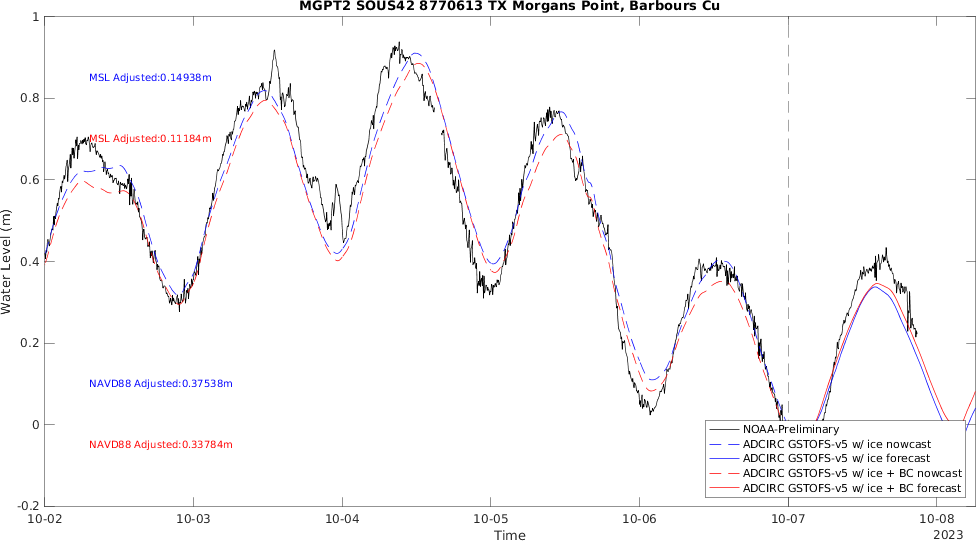 MGPT2 SOUS42 8770613 TX Morgans Point, Barbours Cu
1
MSL Adjusted:0.14938m
0.8
MSL Adjusted:0.11184m
0.6
Water Level (m)
0.4
0.2
NAVD88 Adjusted:0.37538m
0
NAVD88 Adjusted:0.33784m
NOAA-Preliminary
ADCIRC GSTOFS-v5 w/ ice nowcast
ADCIRC GSTOFS-v5 w/ ice forecast
ADCIRC GSTOFS-v5 w/ ice + BC nowcast
ADCIRC GSTOFS-v5 w/ ice + BC forecast
-0.2
10-02 10-03 10-04 10-05 10-06 10-07 10-08
Time
2023